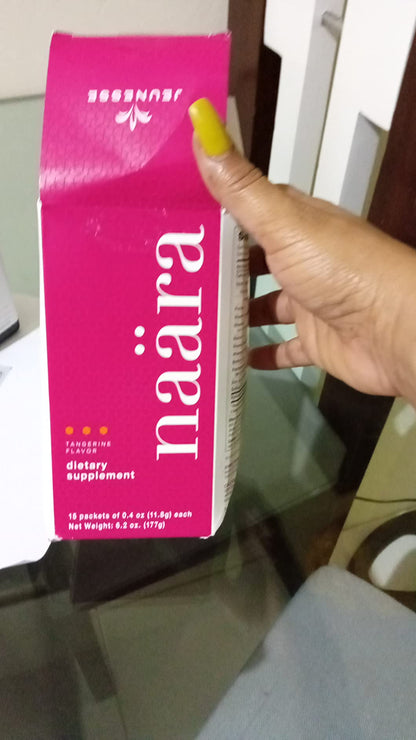 JEUNESSE
naära
TANGERINE
FLAVOR
dietary
supplement
15 packets of 0.4 oz (11.8g) each
Net Weight: 6.2 oz. (177g)